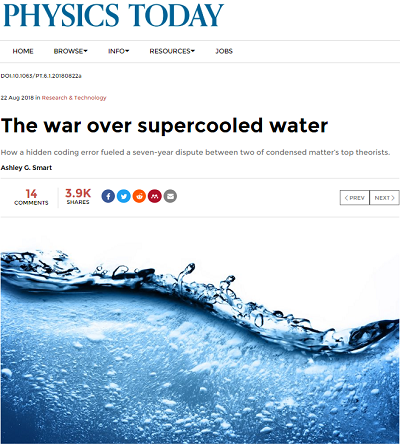 PHYSICS TODAY
HOME BROWSE INFO RESOURCES JOBS
DOI:10.1063/PT.6.1.20180822a
22 Aug 2018 in Research & Technology
The war over supercooled water
How a hidden coding error fueled a seven-year dispute between two of condensed matter's top theorists.
Ashley G. Smart
14 3.9K
COMMENTS SHARES
PREV NEXT